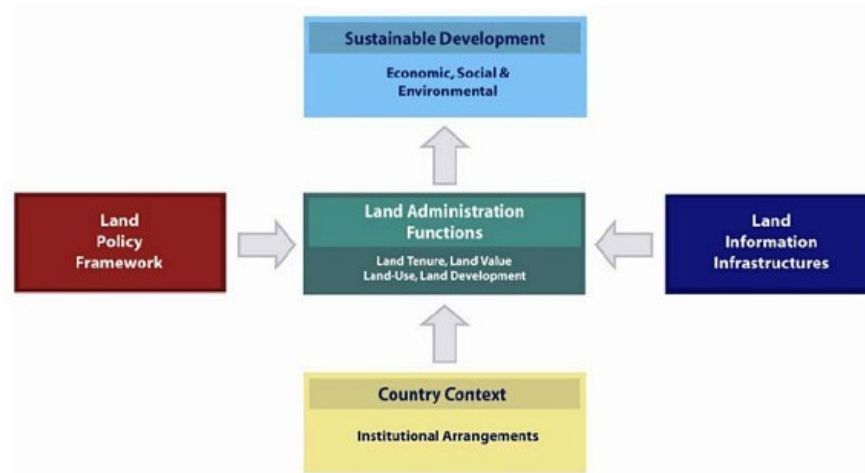 Sustainable Development
Economic, Social &
Environmental
Land
Policy
Framework
Land Administration
Functions
Land Tenure, Land Value
Land-Use, Land Development
Land
Information
Infrastructures
Country Context
Institutional Arrangements